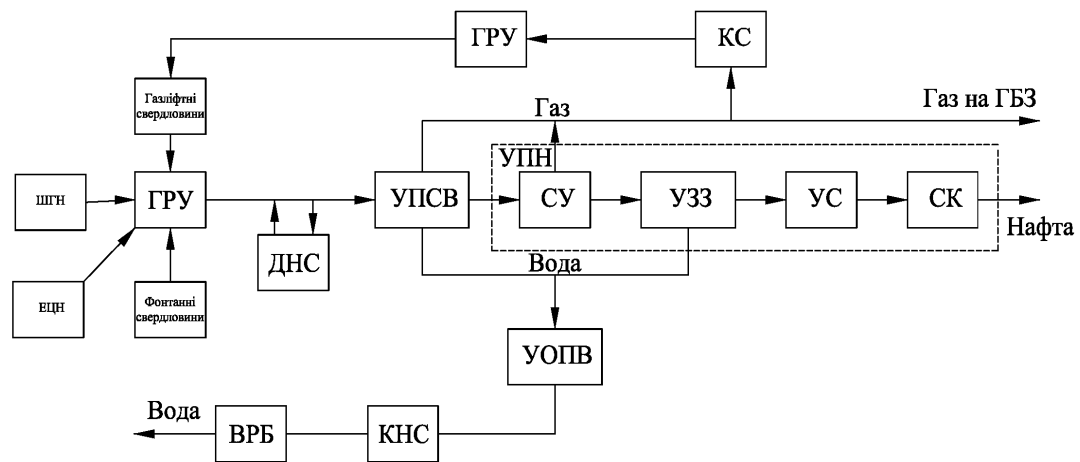 ГРУ
КС
Газліфтні
свердловини
Газ
Газ на ГБЗ
УПН
ШГН
ГРУ
УПСВ
СУ
УЗЗ
УС
СК
Нафта
ДНС
Вода
ЕЦН
Фонтанні
свердловини
УОПВ
Вода
ВРБ
КНС